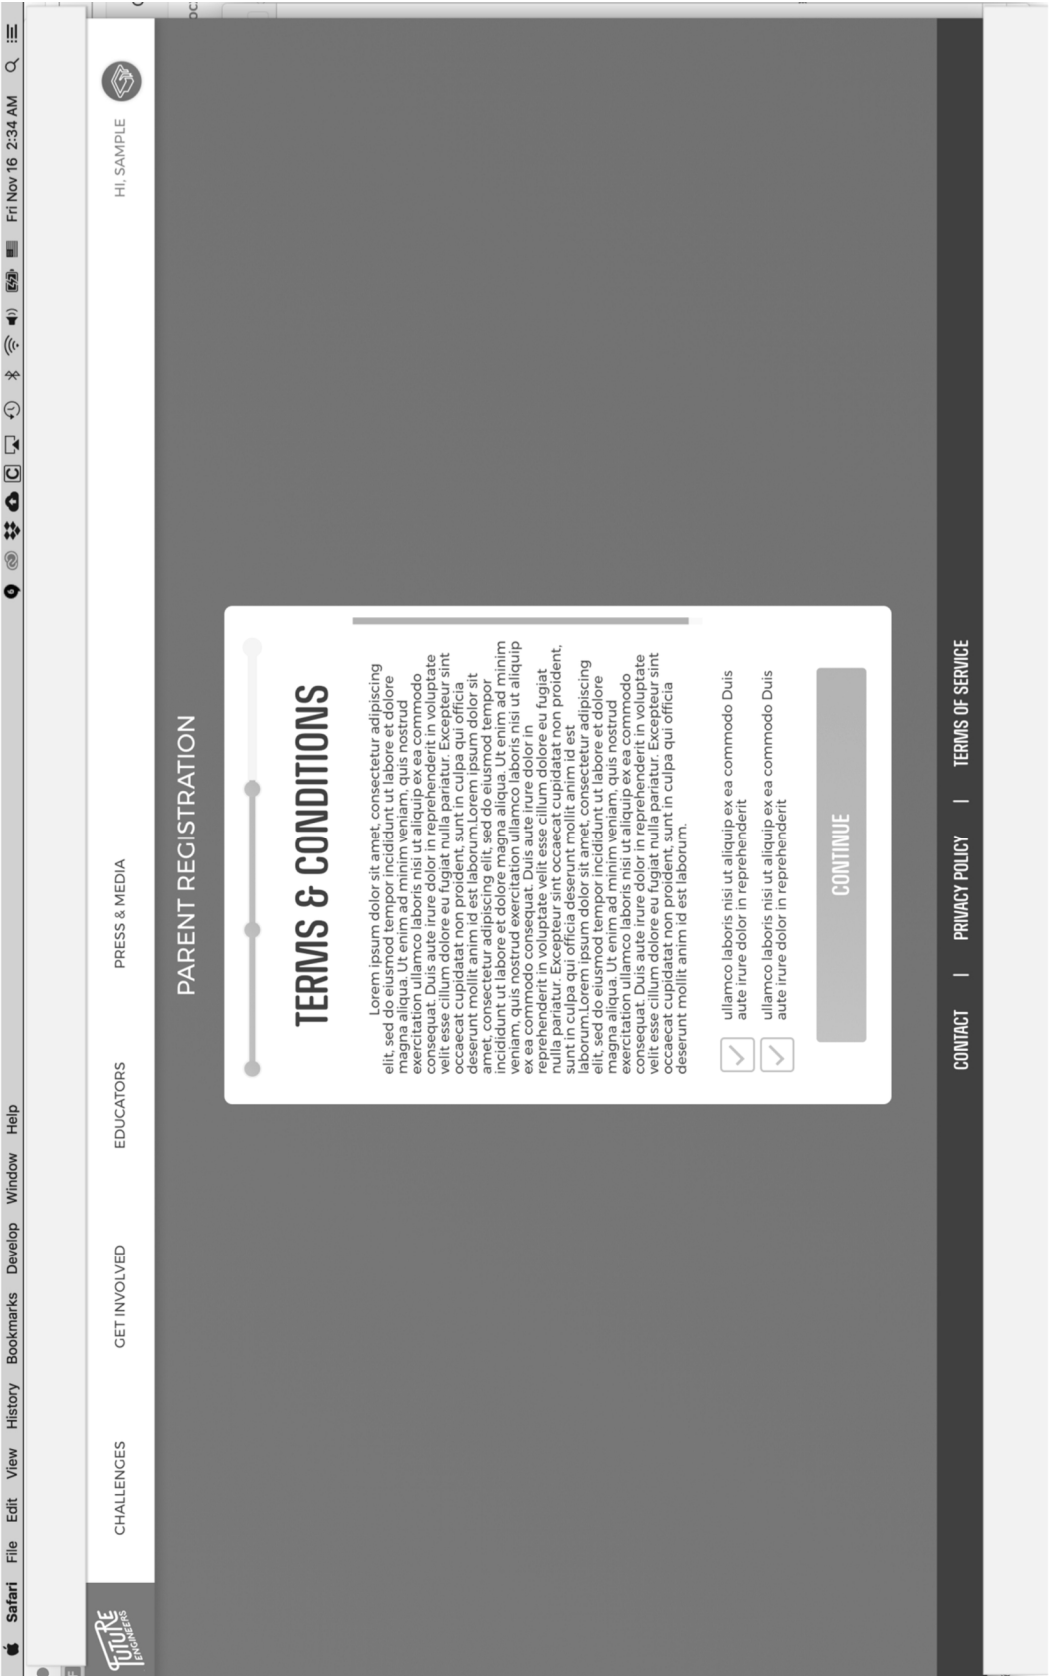 Safari File Edit View History Bookmarks Develop Window Help Fri Nov 16 2:34 AM
FUTURE
ENGINEERS
CHALLENGES GET INVOLVED EDUCATORS PRESS & MEDIA HI, SAMPLE
PARENT REGISTRATION
TERMS & CONDITIONS
Lorem ipsum dolor sit amet, consectetur adipiscing
elit, sed do eiusmod tempor incididunt ut labore et dolore
magna aliqua. Ut enim ad minim veniam, quis nostrud
exercitation ullamco laboris nisi ut aliquip ex ea commodo
consequat. Duis aute irure dolor in reprehenderit in voluptate
velit esse cillum dolore eu fugiat nulla pariatur. Excepteur sint
occaecat cupidatat non proident, sunt in culpa qui officia
deserunt mollit anim id est laborum.Lorem ipsum dolor sit
amet, consectetur adipiscing elit, sed do eiusmod tempor
incididunt ut labore et dolore magna aliqua. Ut enim ad minim
veniam, quis nostrud exercitation ullamco laboris nisi ut aliquip
ex ea commodo consequat. Duis aute irure dolor in
reprehenderit in voluptate velit esse cillum dolore eu fugiat
nulla pariatur. Excepteur sint occaecat cupidatat non proident,
sunt in culpa qui officia deserunt mollit anim id est
laborum.Lorem ipsum dolor sit amet, consectetur adipiscing
elit, sed do eiusmod tempor incididunt ut labore et dolore
magna aliqua. Ut enim ad minim veniam, quis nostrud
exercitation ullamco laboris nisi ut aliquip ex ea commodo
consequat. Duis aute irure dolor in reprehenderit in voluptate
velit esse cillum dolore eu fugiat nulla pariatur. Excepteur sint
occaecat cupidatat non proident, sunt in culpa qui officia
deserunt mollit anim id est laborum.
ullamco laboris nisi ut aliquip ex ea commodo Duis
aute irure dolor in reprehenderit
ullamco laboris nisi ut aliquip ex ea commodo Duis
aute irure dolor in reprehenderit
CONTINUE
CONTACT | PRIVACY POLICY | TERMS OF SERVICE